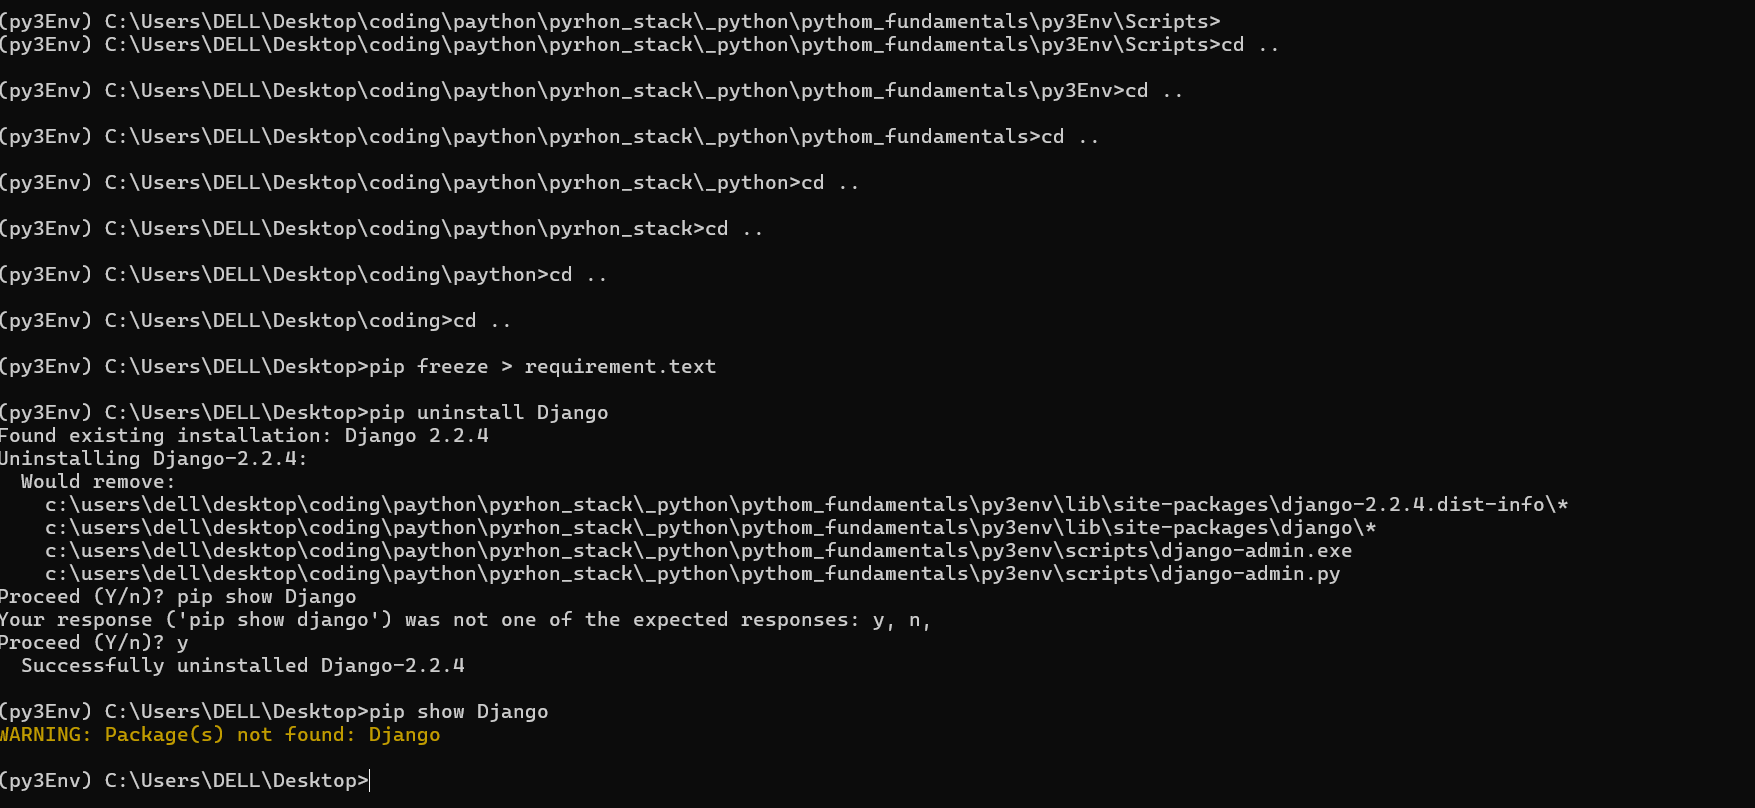 (py3Env) C:\Users\DELL\Desktop\coding\paython\pyrhon_stack\_python\pythom_fundamentals\py3Env\Scripts>
(py3Env) C:\Users\DELL\Desktop\coding\paython\pyrhon_stack\_python\pythom_fundamentals\py3Env\Scripts>cd ..
(py3Env) C:\Users\DELL\Desktop\coding\paython\pyrhon_stack\_python\pythom_fundamentals\py3Env>cd ..
(py3Env) C:\Users\DELL\Desktop\coding\paython\pyrhon_stack\_python\pythom_fundamentals>cd ..
(py3Env) C:\Users\DELL\Desktop\coding\paython\pyrhon_stack\_python>cd ..
(py3Env) C:\Users\DELL\Desktop\coding\paython\pyrhon_stack>cd ..
(py3Env) C:\Users\DELL\Desktop\coding\paython>cd ..
(py3Env) C:\Users\DELL\Desktop\coding>cd ..
(py3Env) C:\Users\DELL\Desktop>pip freeze > requirement.text
(py3Env) C:\Users\DELL\Desktop>pip uninstall Django
Found existing installation: Django 2.2.4
Uninstalling Django-2.2.4:
  Would remove:
    c:\users\dell\desktop\coding\paython\pyrhon_stack\_python\pythom_fundamentals\py3env\lib\site-packages\django-2.2.4.dist-info\*
    c:\users\dell\desktop\coding\paython\pyrhon_stack\_python\pythom_fundamentals\py3env\lib\site-packages\django\*
    c:\users\dell\desktop\coding\paython\pyrhon_stack\_python\pythom_fundamentals\py3env\scripts\django-admin.exe
    c:\users\dell\desktop\coding\paython\pyrhon_stack\_python\pythom_fundamentals\py3env\scripts\django-admin.py
Proceed (Y/n)? pip show Django
Your response ('pip show django') was not one of the expected responses: y, n,
Proceed (Y/n)? y
  Successfully uninstalled Django-2.2.4
(py3Env) C:\Users\DELL\Desktop>pip show Django
WARNING: Package(s) not found: Django
(py3Env) C:\Users\DELL\Desktop>